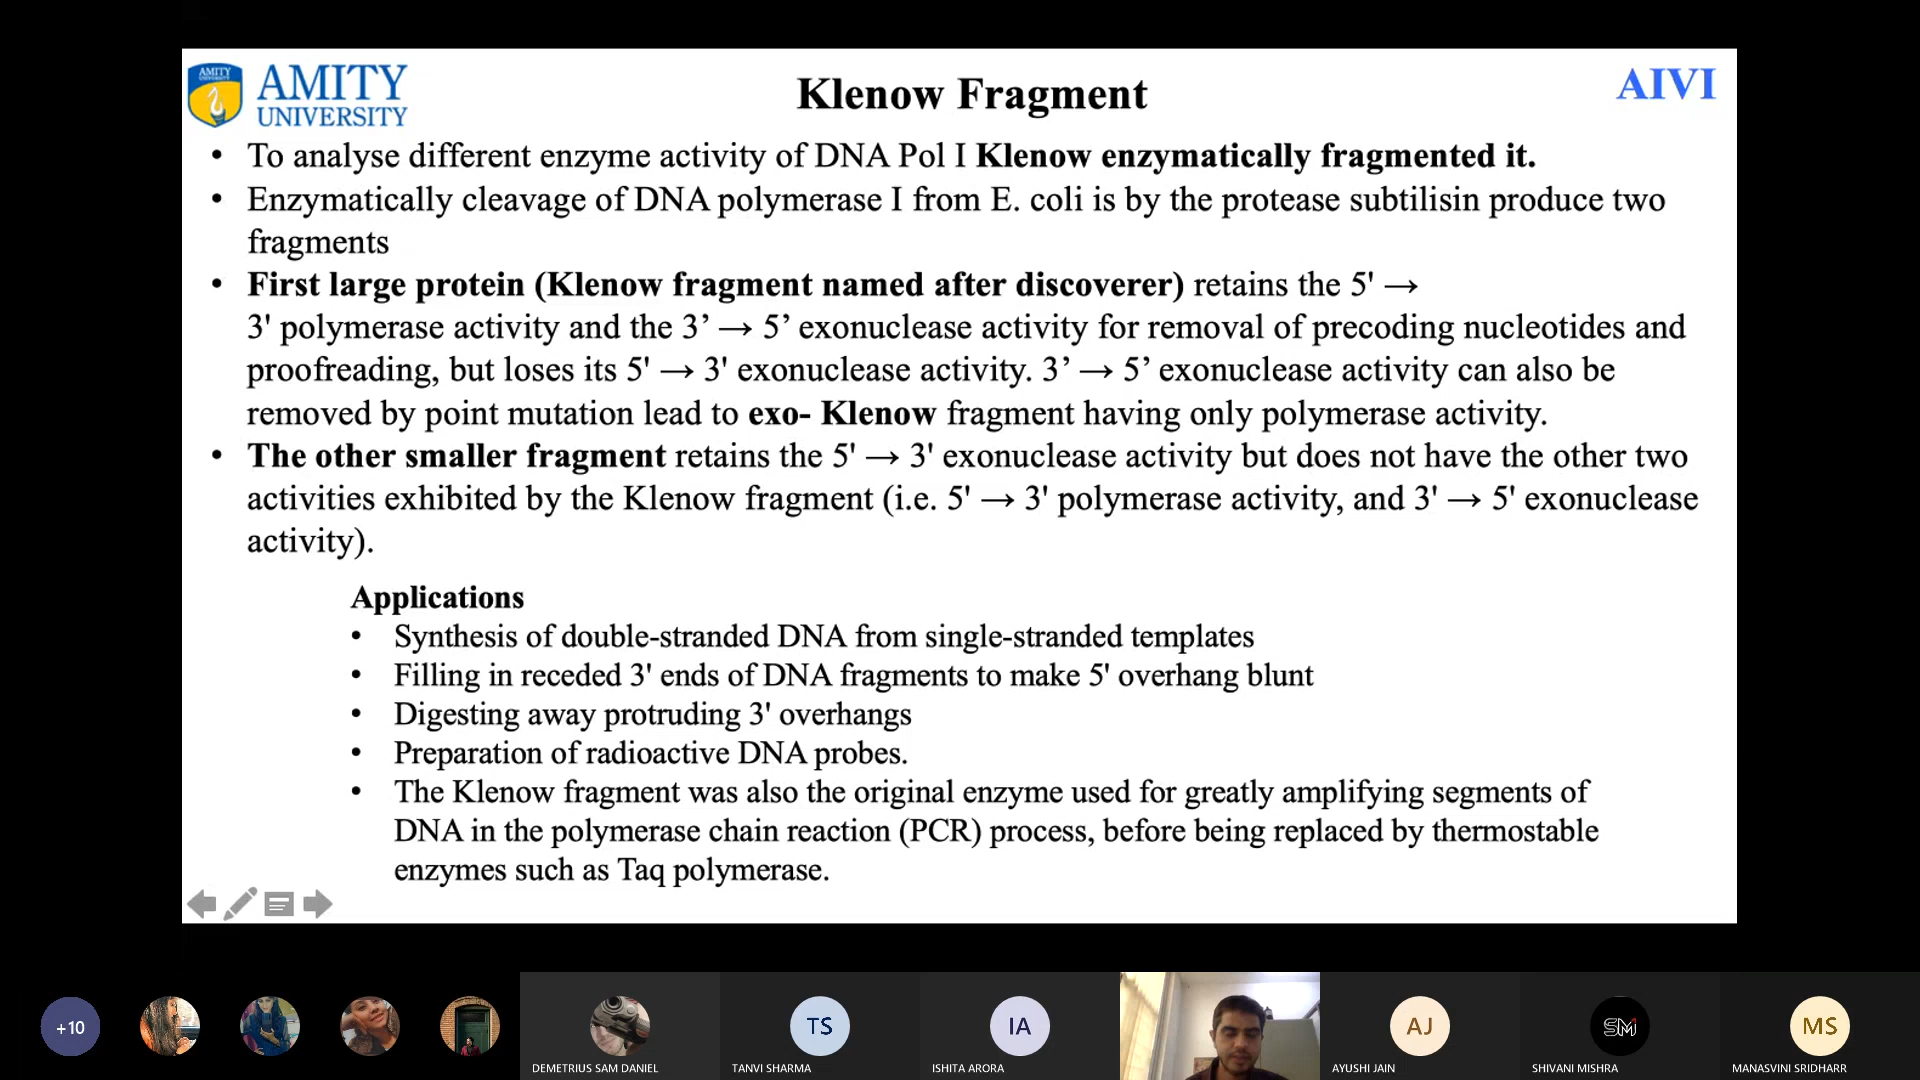 AMITY
AMITY
UNIVERSITY
Klenow Fragment
AIVI
• To analyse different enzyme activity of DNA Pol I Klenow enzymatically fragmented it.
• Enzymatically cleavage of DNA polymerase I from E. coli is by the protease subtilisin produce two
fragments
• First large protein (Klenow fragment named after discoverer) retains the 5' →
3' polymerase activity and the 3’ → 5’ exonuclease activity for removal of precoding nucleotides and
proofreading, but loses its 5' → 3' exonuclease activity. 3’ → 5’ exonuclease activity can also be
removed by point mutation lead to exo- Klenow fragment having only polymerase activity.
• The other smaller fragment retains the 5' → 3' exonuclease activity but does not have the other two
activities exhibited by the Klenow fragment (i.e. 5' → 3' polymerase activity, and 3' → 5' exonuclease
activity).
Applications
• Synthesis of double-stranded DNA from single-stranded templates
• Filling in receded 3' ends of DNA fragments to make 5' overhang blunt
• Digesting away protruding 3' overhangs
• Preparation of radioactive DNA probes.
• The Klenow fragment was also the original enzyme used for greatly amplifying segments of
DNA in the polymerase chain reaction (PCR) process, before being replaced by thermostable
enzymes such as Taq polymerase.
+10
TS
IA
AJ
SM
MS
DEMETRIUS SAM DANIEL
TANVI SHARMA
ISHITA ARORA
AYUSHI JAIN
SHIVANI MISHRA
MANASVINI SRIDHARR